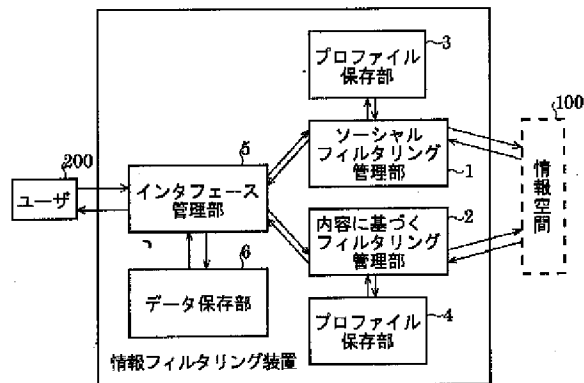 プロファイル
保存部
3
100
200
ユーザ
5
インタフェース
管理部
ソーシャル
フィルタリング
管理部
1
情報空間
内容に基づく
フィルタリング
管理部
2
6
データ保存部
プロファイル
保存部
4
情報フィルタリング装置